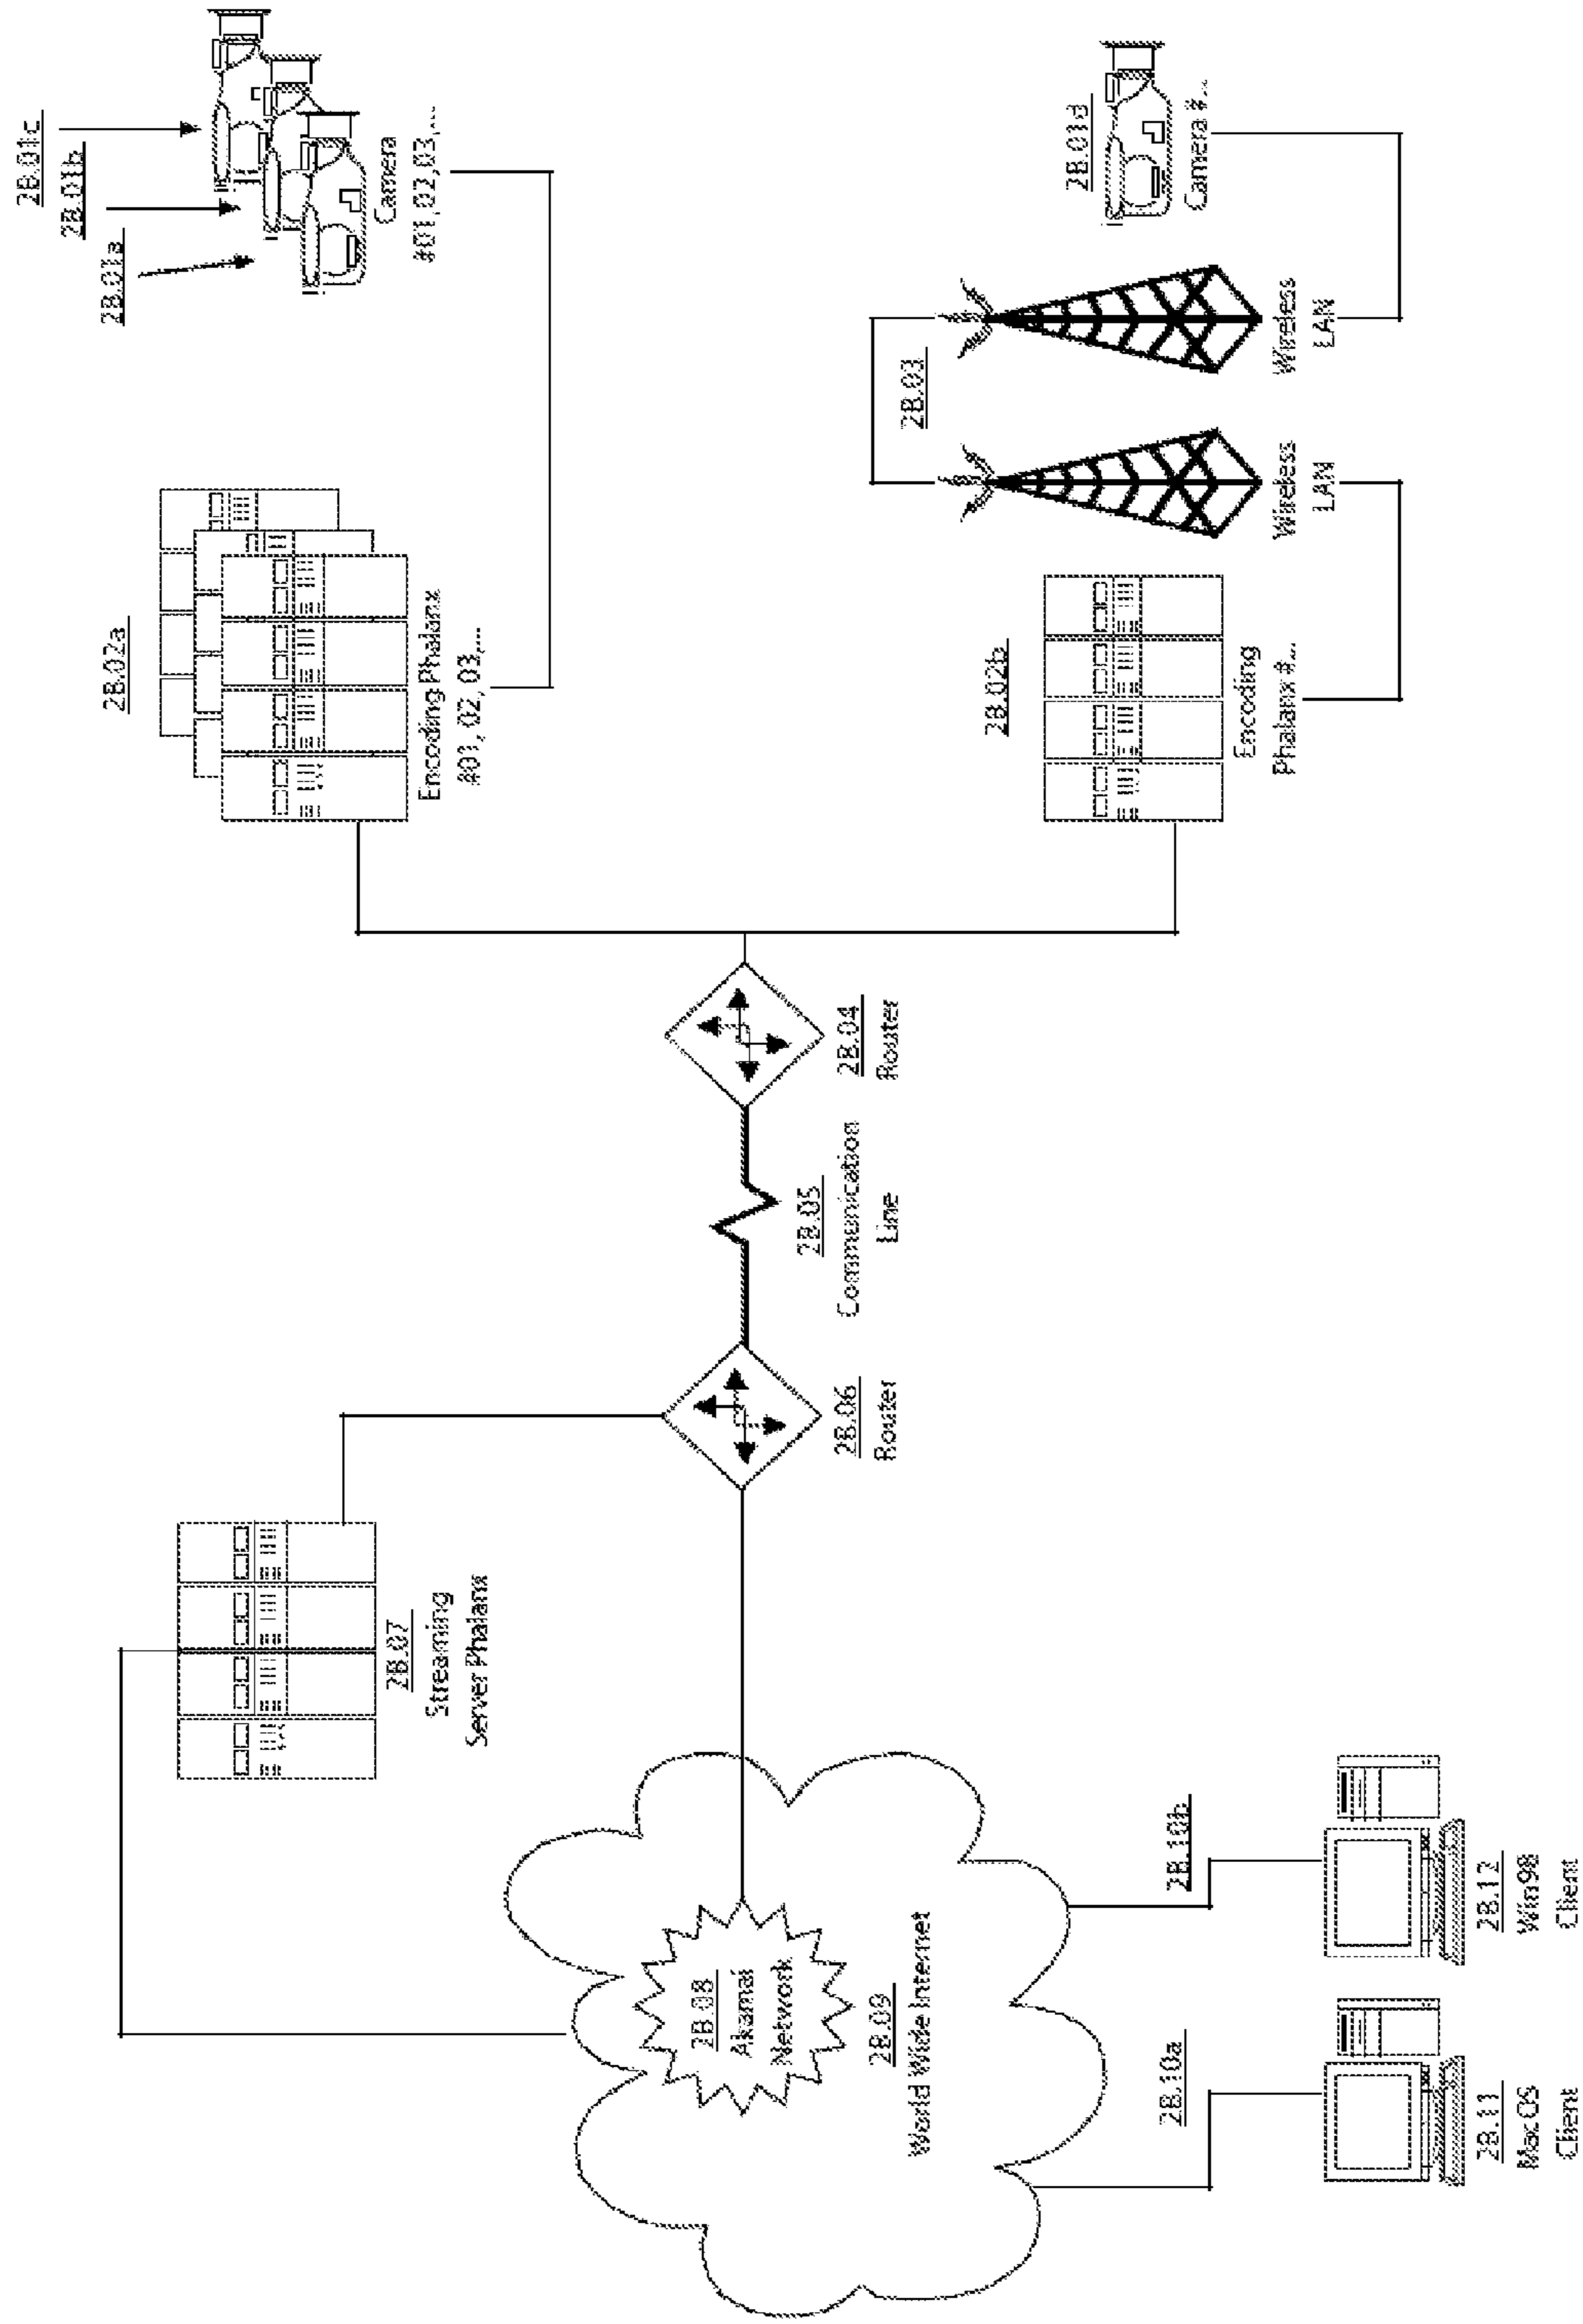 2B.01c
2B.01b
2B.01a
Camera
#01,02,03,...
2B.02a
Encoding Phalanx
#01, 02, 03,...
2B.01d
Camera #...
2B.03
Wireless
LAN
Wireless
LAN
2B.02b
Encoding
Phalanx #...
2B.04
Router
2B.05
Communication
Line
2B.06
Router
2B.07
Streaming
Server Phalanx
2B.08
Akamai
Network
2B.09
World Wide Internet
2B.10a
2B.10b
2B.11
MacOS
Client
2B.12
Win98
Client